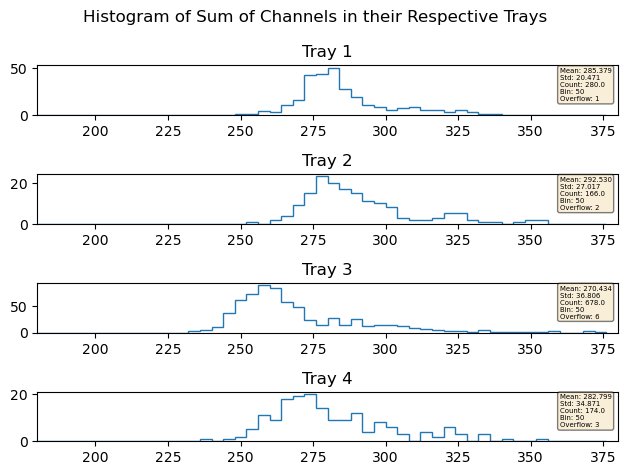 Histogram of Sum of Channels in their Respective Trays
Tray 1
50
0
Mean: 285.379
Std: 20.471
Count: 280.0
Bin: 50
Overflow: 1
200 225 250 275 300 325 350 375
Tray 2
20
0
Mean: 292.530
Std: 27.017
Count: 166.0
Bin: 50
Overflow: 2
200 225 250 275 300 325 350 375
Tray 3
50
0
Mean: 270.434
Std: 36.806
Count: 678.0
Bin: 50
Overflow: 6
200 225 250 275 300 325 350 375
Tray 4
20
0
Mean: 282.799
Std: 34.871
Count: 174.0
Bin: 50
Overflow: 3
200 225 250 275 300 325 350 375